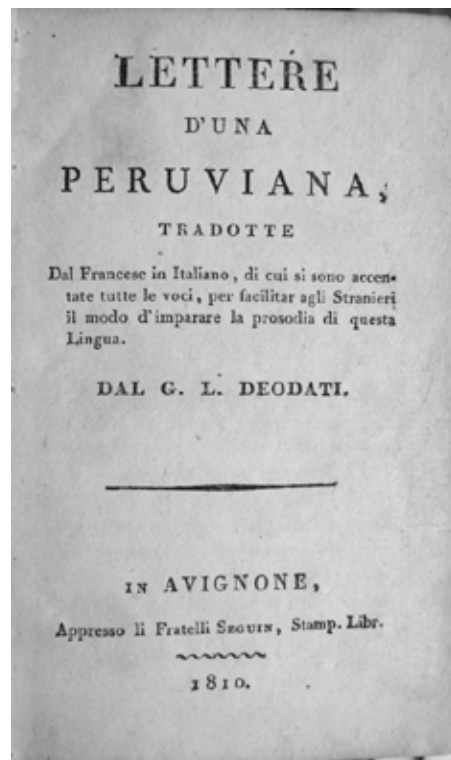 LETTERE
D'UNA
PERUVIANA,
TRADOTTE
Dal Francese in Italiano, di cui si sono accen-
tate tutte le voci, per facilitar agli Stranieri
il modo d'imparare la prosodia di questa
Lingua.
DAL G. L. DEODATI.
IN AVIGNONE,
Appresso li Fratelli SEGUIN, Stamp. Libr.
1810.